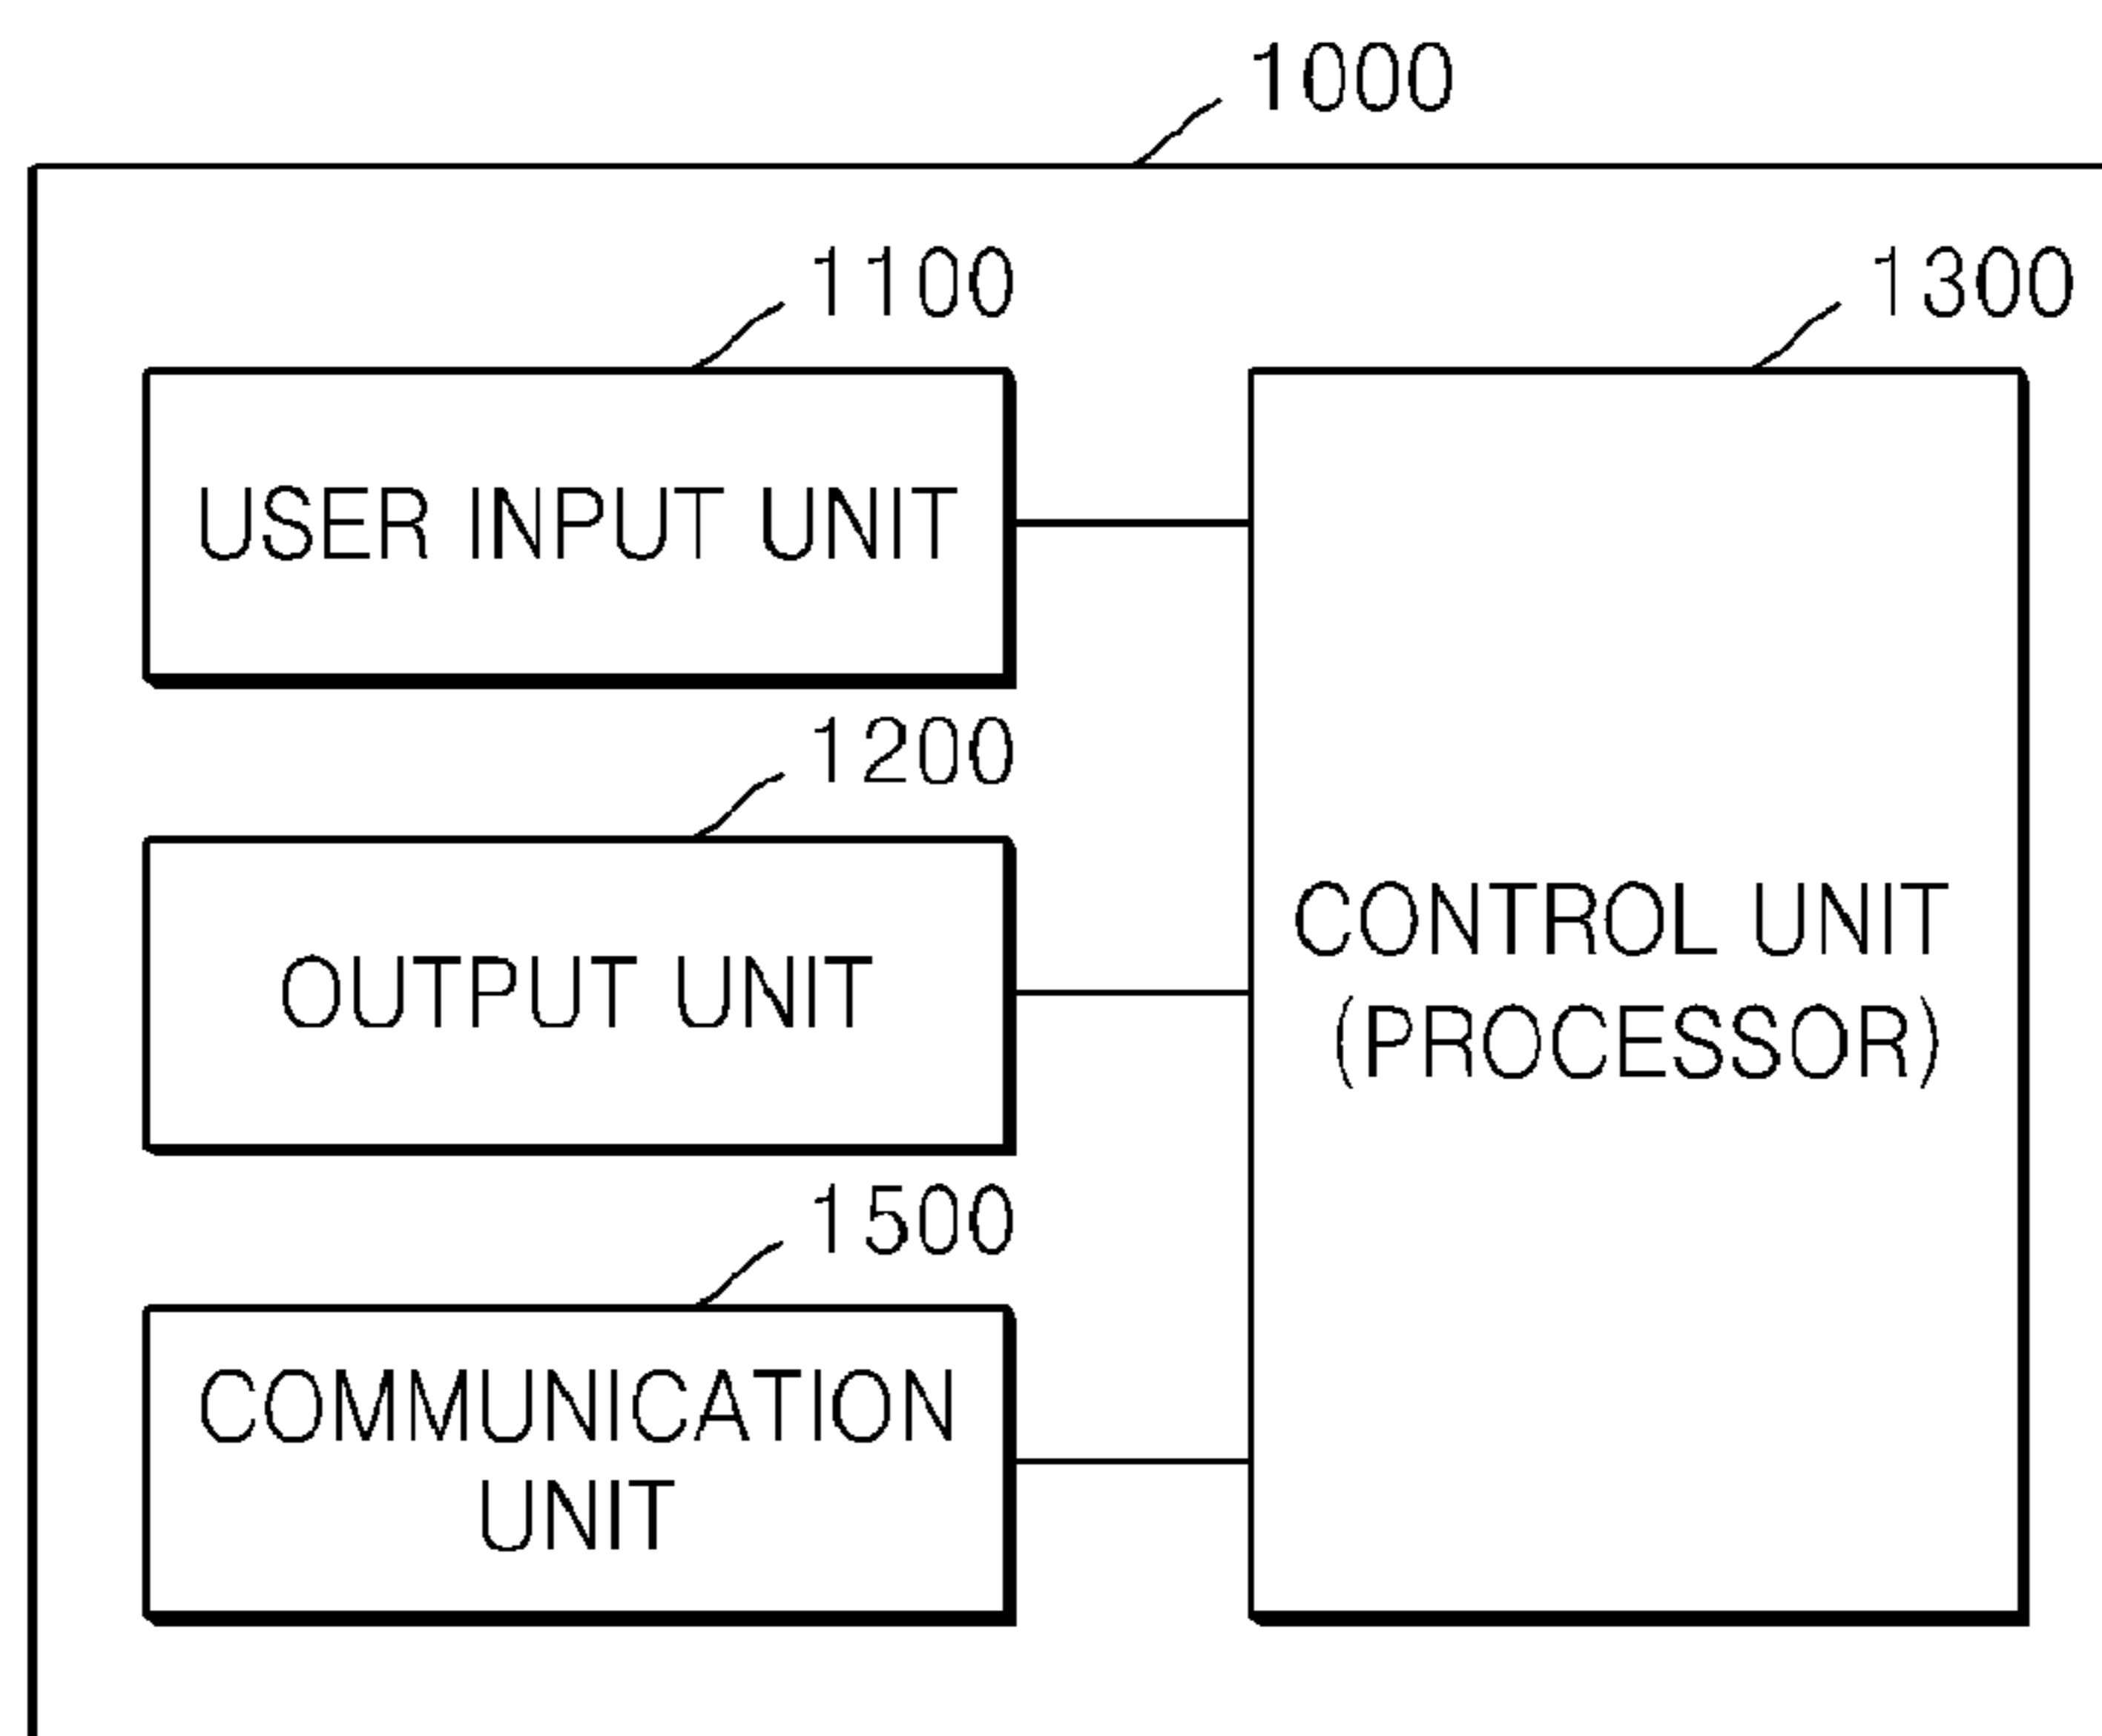 1000
1100
1300
USER INPUT UNIT
1200
OUTPUT UNIT
CONTROL UNIT
(PROCESSOR)
1500
COMMUNICATION
UNIT